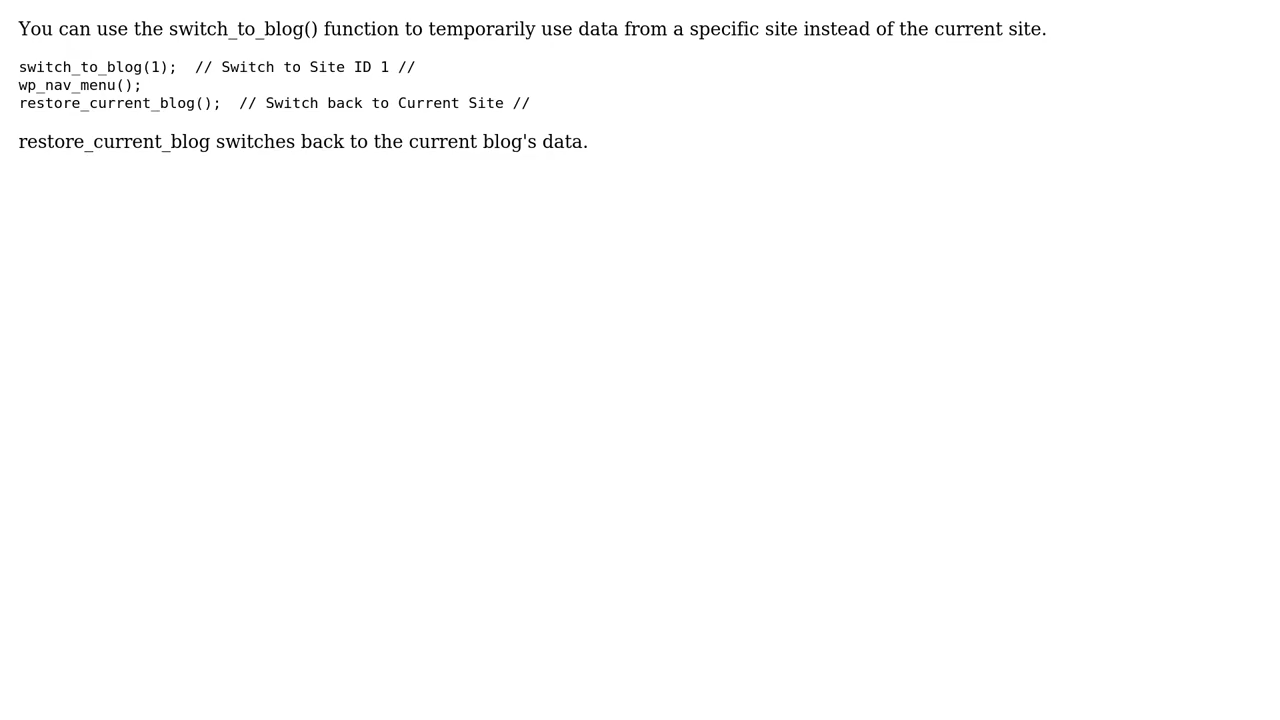 You can use the switch_to_blog() function to temporarily use data from a specific site instead of the current site.
switch_to_blog(1);  // Switch to Site ID 1 //
wp_nav_menu();
restore_current_blog();  // Switch back to Current Site //
restore_current_blog switches back to the current blog's data.